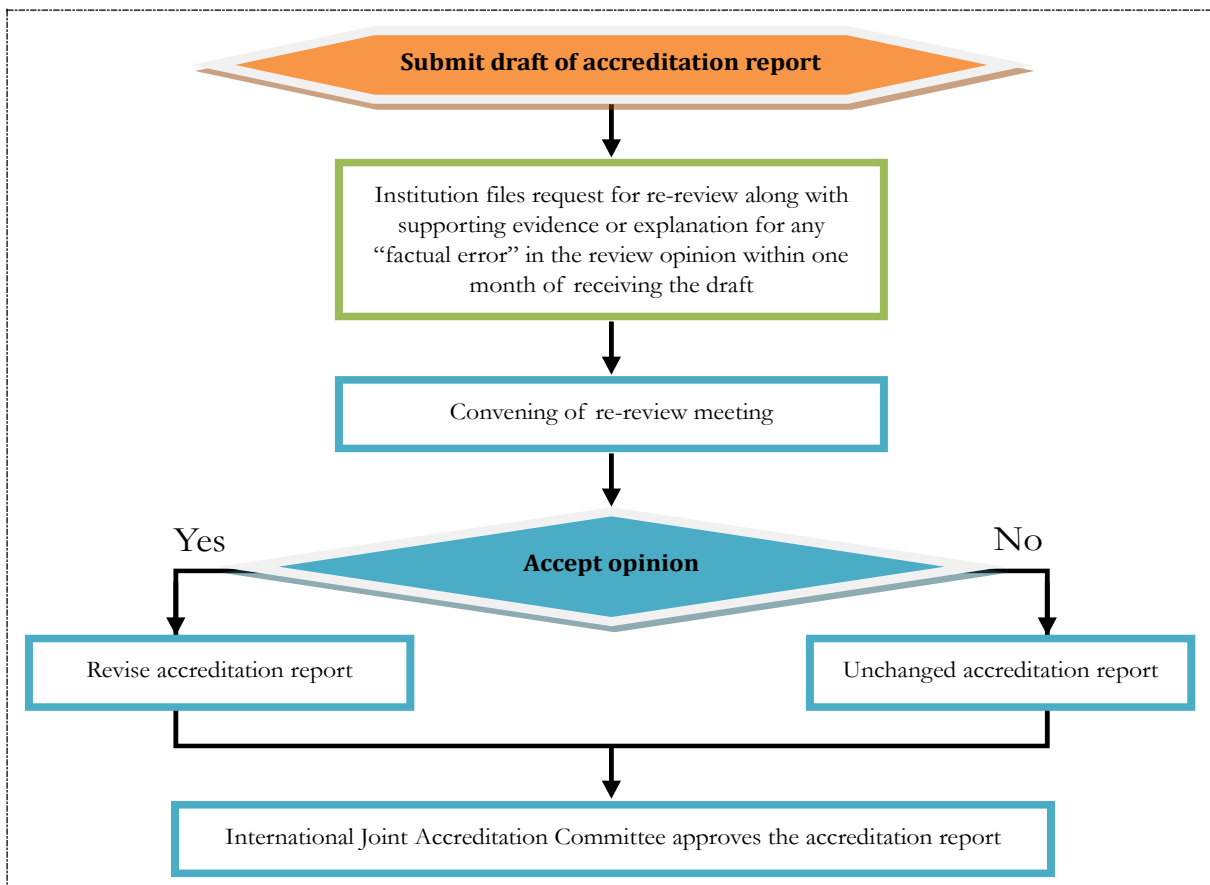 Submit draft of accreditation report
Institution files request for re-review along with
supporting evidence or explanation for any
“factual error” in the review opinion within one
month of receiving the draft
Convening of re-review meeting
Yes
No
Accept opinion
Revise accreditation report
Unchanged accreditation report
International Joint Accreditation Committee approves the accreditation report